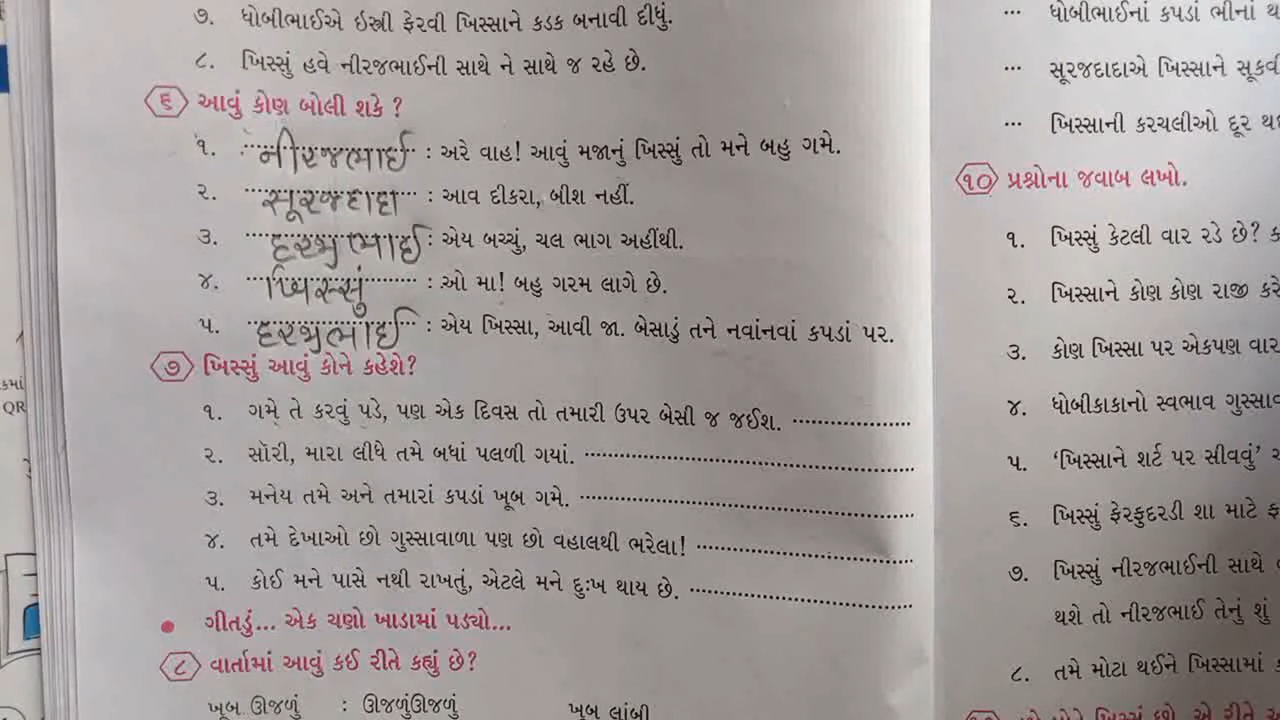 ૭. ધોબીભાઈએ ઇસ્ત્રી ફેરવી ખિસ્સાને કડક બનાવી દીધું.
૮. ખિસ્સું હવે નીરજભાઈની સાથે ને સાથે જ રહે છે.
૬ આવું કોણ બોલી શકે ?
૧. નીરજભાઈ : અરે વાહ! આવું મજાનું ખિસ્સું તો મને બહુ ગમે.
૨. સૂરજદાદા : આવ દીકરા, બીશ નહીં.
૩. હરભુભાઈ : એય બચ્ચું, ચલ ભાગ અહીંથી.
૪. ખિસ્સું : ઓ મા! બહુ ગરમ લાગે છે.
૫. હરભુભાઈ : એય ખિસ્સા, આવી જા. બેસાડું તને નવાંનવાં કપડાં પર.
૭ ખિસ્સું આવું કોને કહેશે?
૧. ગમે તે કરવું પડે, પણ એક દિવસ તો તમારી ઉપર બેસી જ જઈશ. ....................
૨. સૉરી, મારા લીધે તમે બધાં પલળી ગયાં. ....................
૩. મનેય તમે અને તમારાં કપડાં ખૂબ ગમે. ....................
૪. તમે દેખાઓ છો ગુસ્સાવાળા પણ છો વહાલથી ભરેલા! ....................
૫. કોઈ મને પાસે નથી રાખતું, એટલે મને દુઃખ થાય છે. ....................
• ગીતડું... એક ચણો ખાડામાં પડ્યો...
૮ વાર્તામાં આવું કઈ રીતે કહ્યું છે?
ખૂબ ઊજળું : ઊજળુંઊજળું ખૂબ લાંબી
... ધોબીભાઈનાં કપડાં ભીનાં થ
... સૂરજદાદાએ ખિસ્સાને સૂકવી
... ખિસ્સાની કરચલીઓ દૂર થઈ
૧૦ પ્રશ્નોના જવાબ લખો.
૧. ખિસ્સું કેટલી વાર રડે છે?
૨. ખિસ્સાને કોણ કોણ રાજી કરે
૩. કોણ ખિસ્સા પર એકપણ વાર
૪. ધોબીકાકાનો સ્વભાવ ગુસ્સાવ
૫. ‘ખિસ્સાને શર્ટ પર સીવવું’
૬. ખિસ્સું ફેરફુદરડી શા માટે ફ
૭. ખિસ્સું નીરજભાઈની સાથે
થશે તો નીરજભાઈ તેનું શું
૮. તમે મોટા થઈને ખિસ્સામાં
કમાં
QR